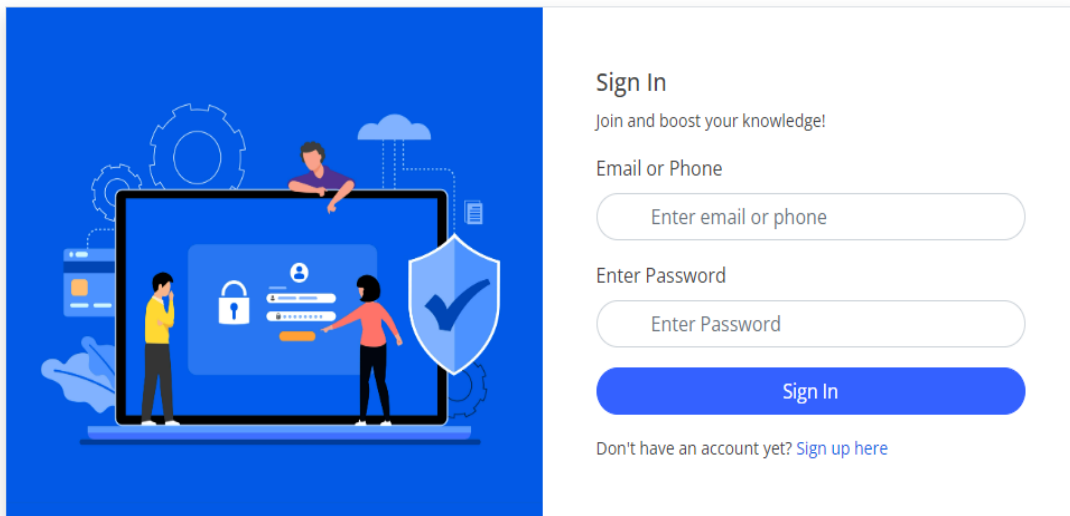 Sign In
Join and boost your knowledge!
Email or Phone
Enter email or phone
Enter Password
Enter Password
Sign In
Don't have an account yet? Sign up here